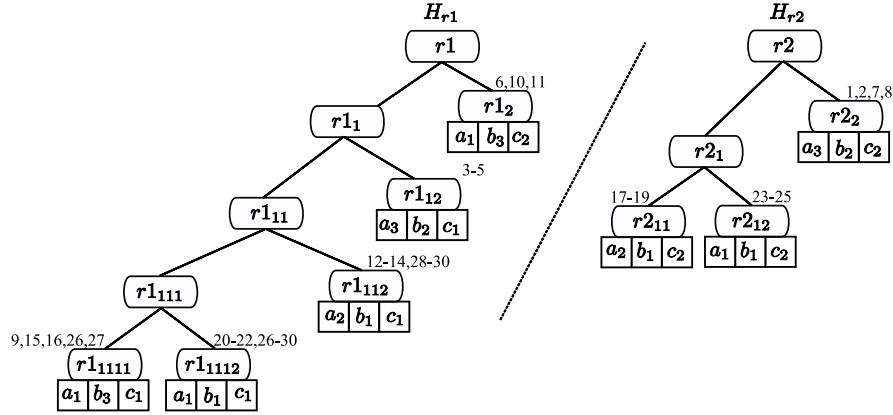 H_{r1} H_{r2}
r1 r2
6,10,11 1,2,7,8
r1_2 r2_2
r1_1
a_1 b_3 c_2 a_3 b_2 c_2
r2_1
3-5
r1_{12} 17-19 23-25
r1_{11} r2_{11} r2_{12}
a_3 b_2 c_1 a_2 b_1 c_2 a_1 b_1 c_2
12-14,28-30
r1_{111} r1_{112}
a_2 b_1 c_1
9,15,16,26,27 20-22,26-30
r1_{1111} r1_{1112}
a_1 b_3 c_1 a_1 b_1 c_1